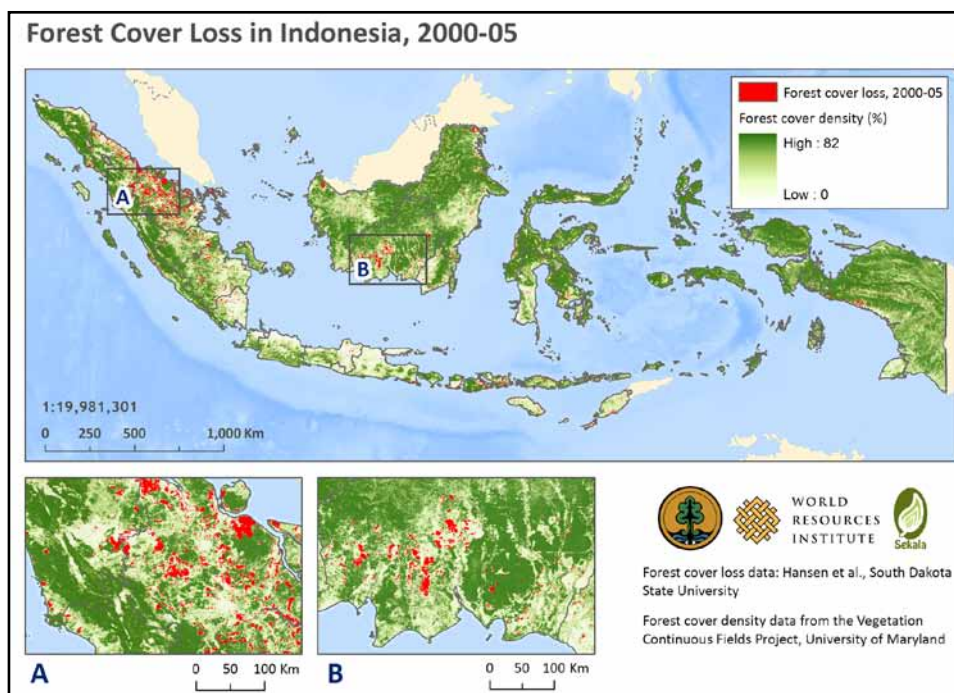 Forest Cover Loss in Indonesia, 2000-05
Forest cover loss, 2000-05
Forest cover density (%)
High : 82
Low : 0
A
B
1:19,981,301
0 250 500 1,000 Km
0 50 100 Km
A
0 50 100 Km
B
WORLD
RESOURCES
INSTITUTE
Sekala
Forest cover loss data: Hansen et al., South Dakota
State University
Forest cover density data from the Vegetation
Continuous Fields Project, University of Maryland